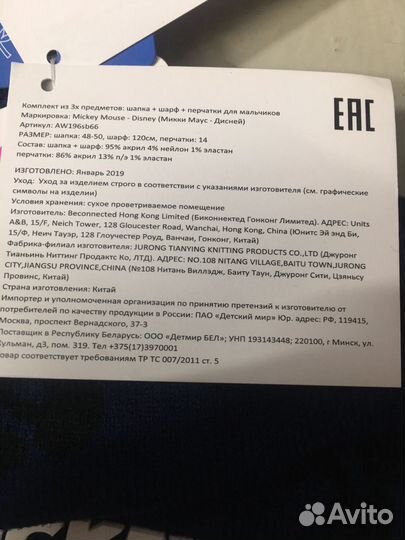 Комплект из 3х предметов: шапка + шарф + перчатки для мальчиков
Маркировка: Mickey Mouse - Disney (Микки Маус - Дисней)
Артикул: AW196sb66
РАЗМЕР: шапка: 48-50, шарф: 120см, перчатки: 14
Состав: шапка + шарф: 95% акрил 4% нейлон 1% эластан
перчатки: 86% акрил 13% п/э 1% эластан
ИЗГОТОВЛЕНО: Январь 2019
Уход: Уход за изделием строго в соответствии с указаниями изготовителя (см. графические
символы на изделии)
Условия хранения: сухое проветриваемое помещение
Изготовитель: Beconnected Hong Kong Limited (Биконнектед Гонконг Лимитед). АДРЕС: Units
A&B, 15/F, Neich Tower, 128 Gloucester Road, Wanchai, Hong Kong, China (Юнитс Эй энд Би,
15/Ф, Неич Тауэр, 128 Глоучестер Роуд, Ванчаи, Гонконг, Китай)
Фабрика-филиал изготовителя: JURONG TIANYING KNITTING PRODUCTS CO.,LTD (Джуронг
Тианьинь Ниттинг Продуктс Ко, ЛТД). АДРЕС: NO.108 NITANG VILLAGE,BAITU TOWN,JURONG
CITY,JIANGSU PROVINCE,CHINA (№108 Нитань Виллэдж, Баиту Таун, Джуронг Сити, Цзяньсу
Провинс, Китай)
Страна изготовления: Китай
Импортер и уполномоченная организация по принятию претензий к изготовителю от
потребителей по качеству продукции в России: ПАО «Детский мир» Юр. адрес: РФ, 119415,
Москва, проспект Вернадского, 37-3
Поставщик в Республику Беларусь: ООО «Детмир БЕЛ»; УНП 193143448; 220100, г Минск, ул.
Кульман, д3, пом. 319. Тел +375(17)3970001
товар соответствует требованиям ТР ТС 007/2011 ст. 5
EAC
Avito